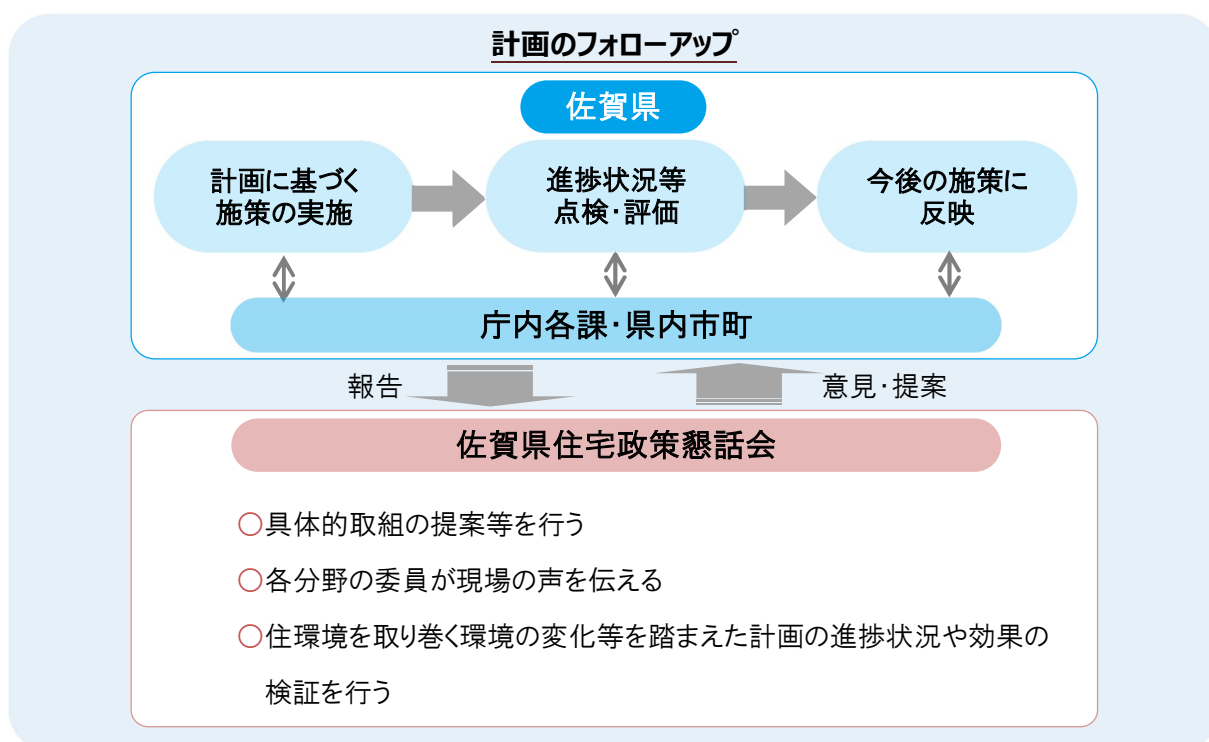 計画のフォローアップ
佐賀県
計画に基づく
施策の実施
進捗状況等
点検・評価
今後の施策に
反映
庁内各課・県内市町
報告
意見・提案
佐賀県住宅政策懇話会
○具体的取組の提案等を行う
○各分野の委員が現場の声を伝える
○住環境を取り巻く環境の変化等を踏まえた計画の進捗状況や効果の
検証を行う